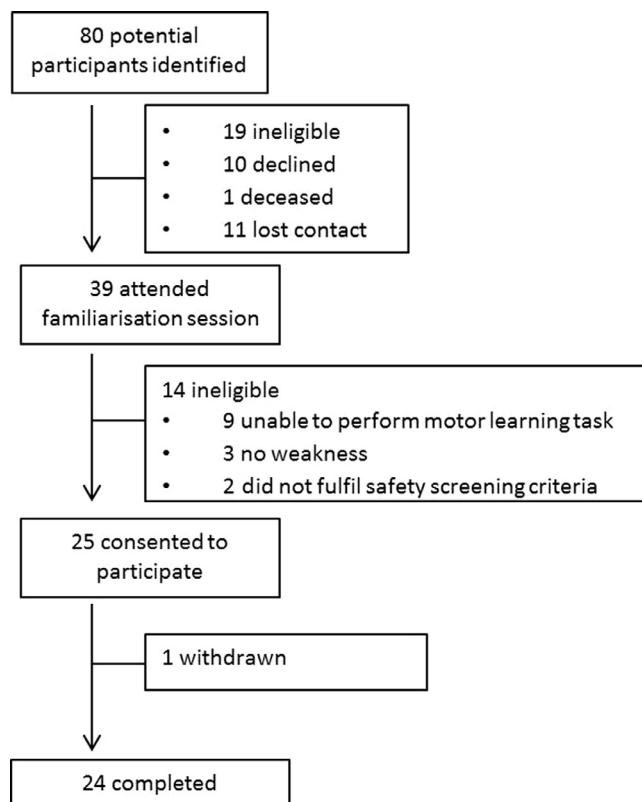 80 potential
participants identified
• 19 ineligible
• 10 declined
• 1 deceased
• 11 lost contact
39 attended
familiarisation session
14 ineligible
• 9 unable to perform motor learning task
• 3 no weakness
• 2 did not fulfil safety screening criteria
25 consented to
participate
1 withdrawn
24 completed